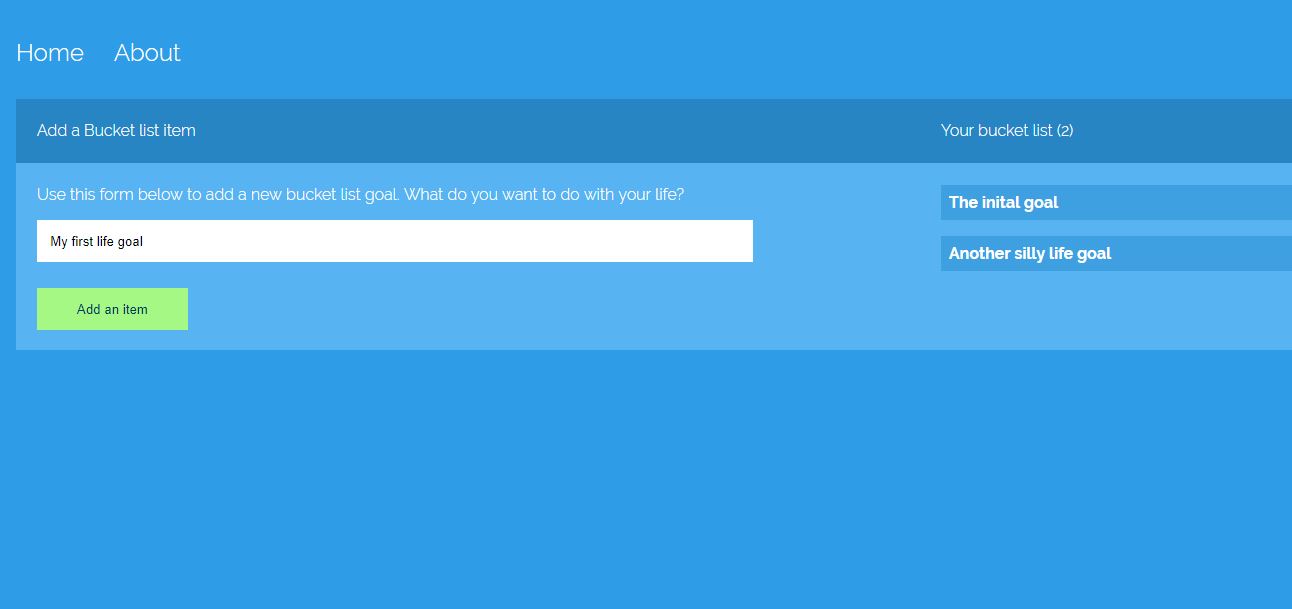 Home About
Add a Bucket list item
Use this form below to add a new bucket list goal. What do you want to do with your life?
My first life goal
Add an item
Your bucket list (2)
The inital goal
Another silly life goal